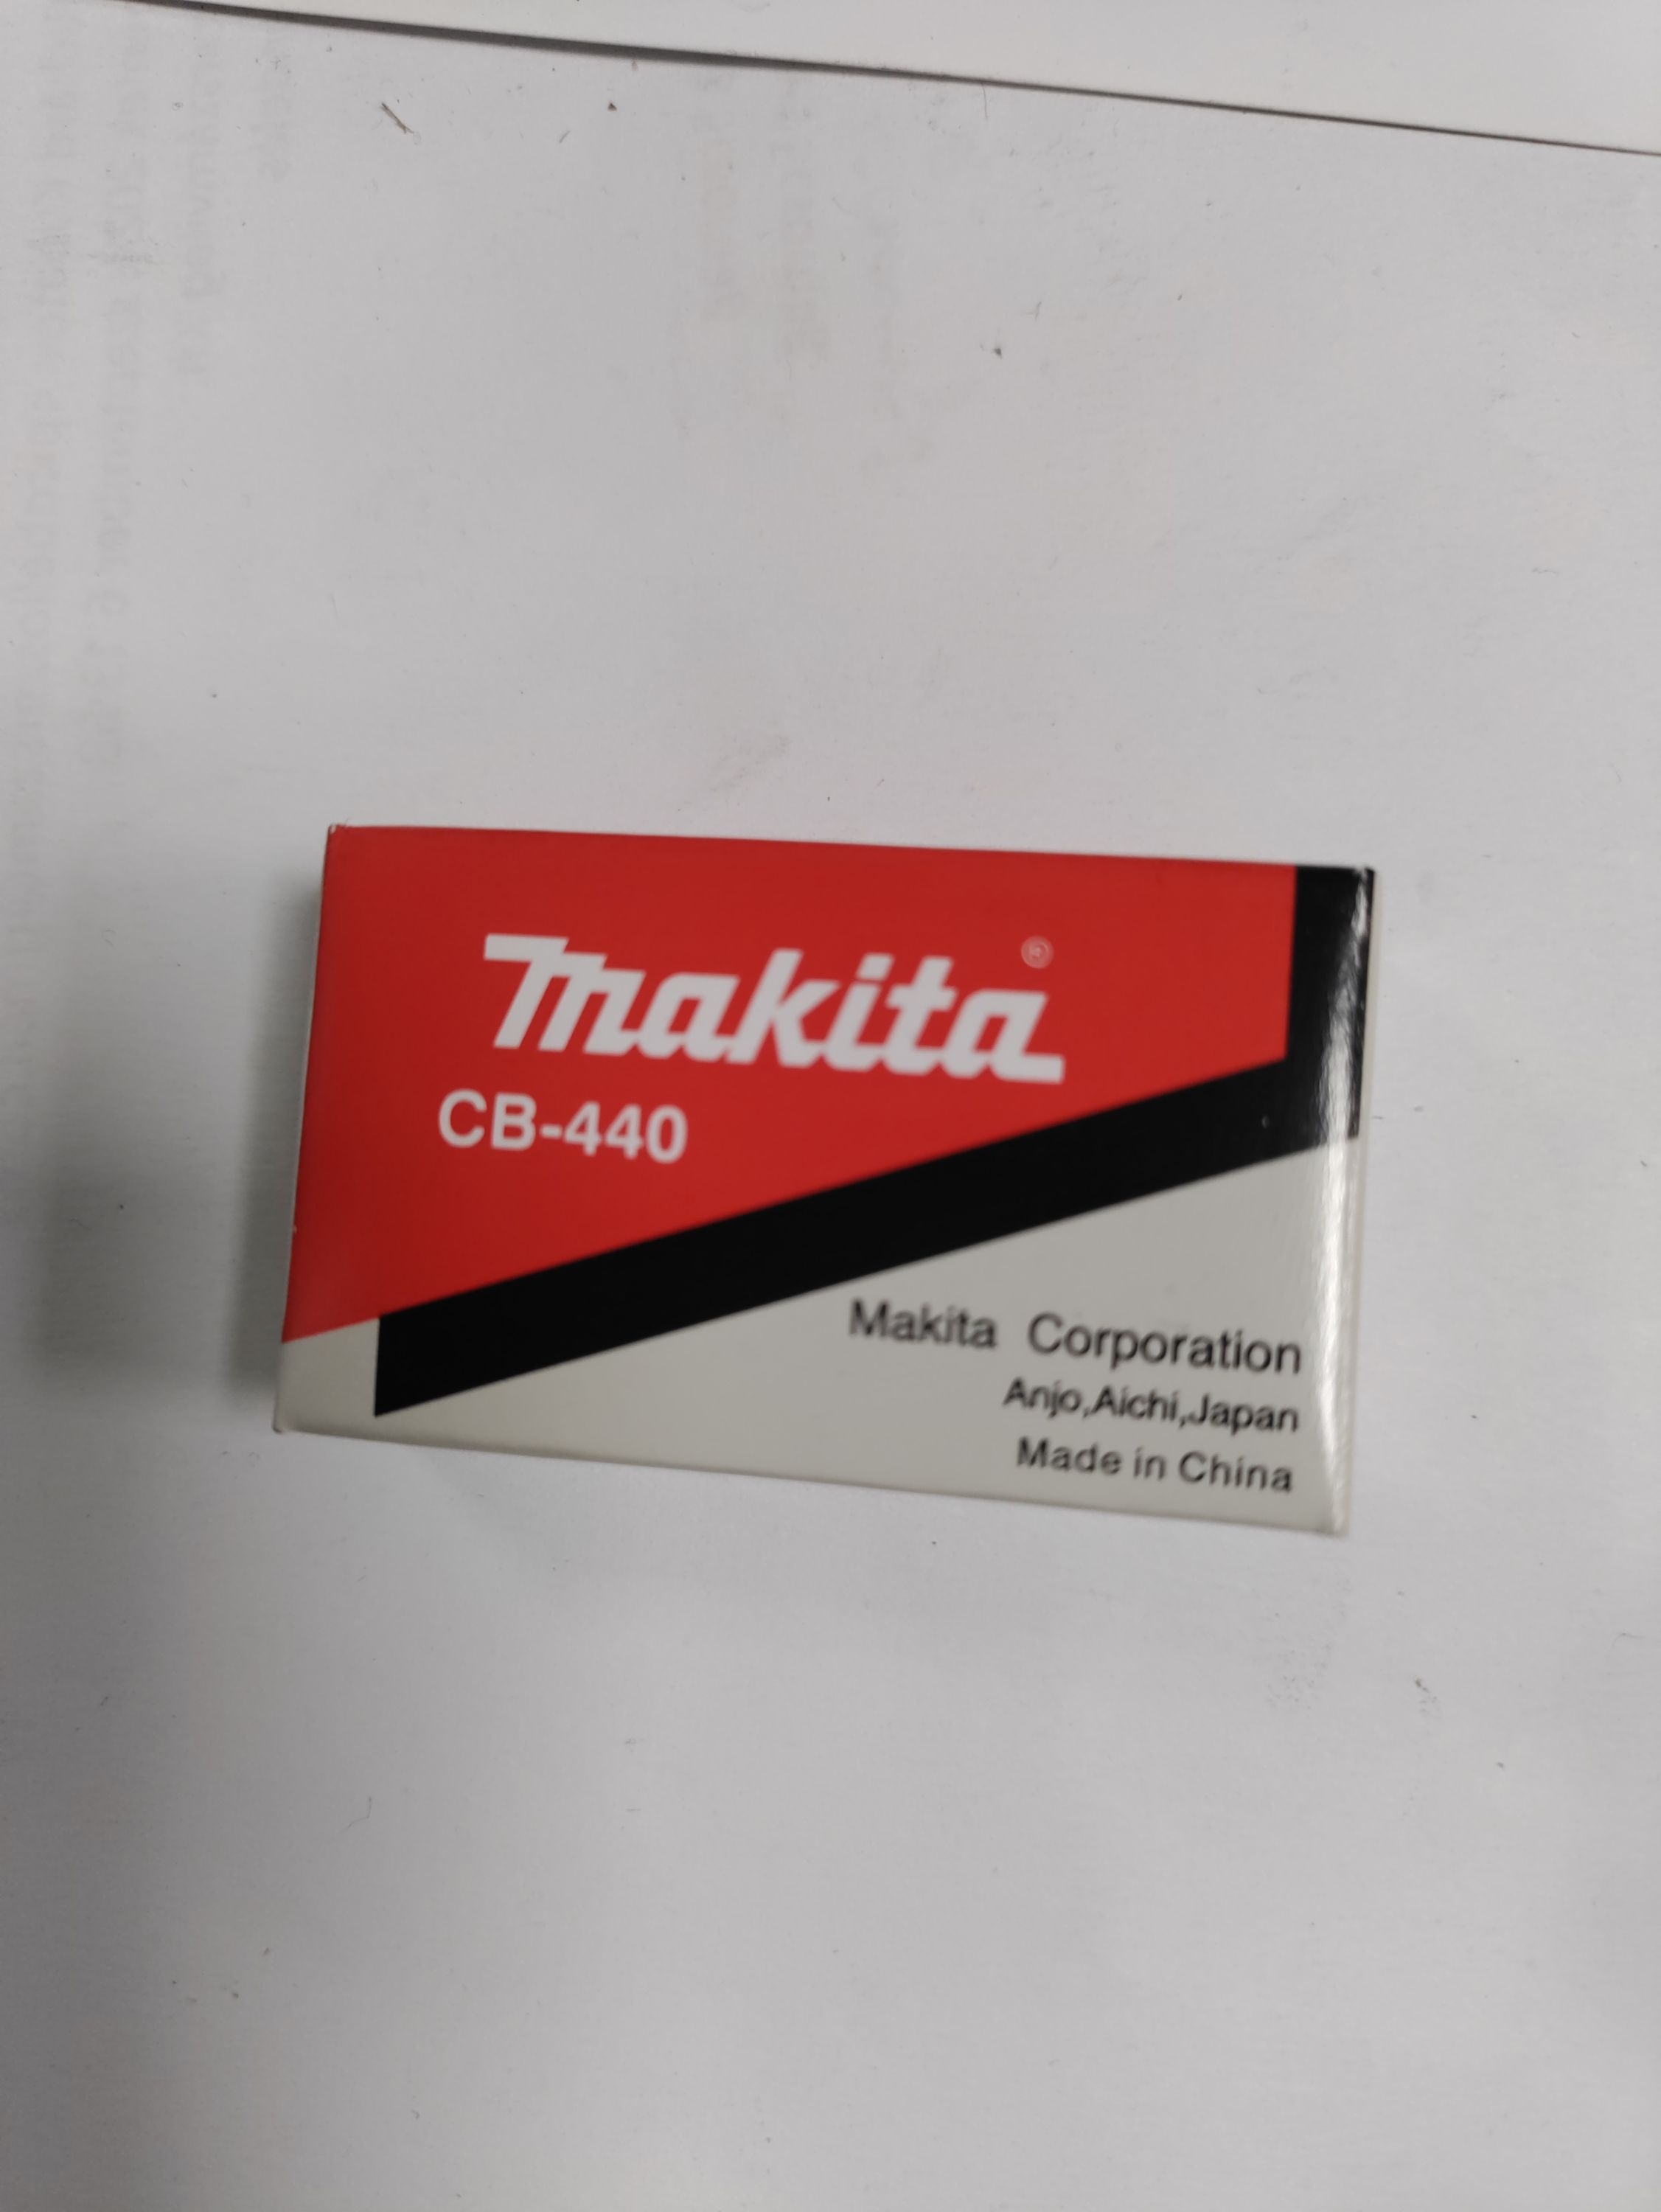 makita®
CB-440
Makita Corporation
Anjo,Aichi,Japan
Made in China